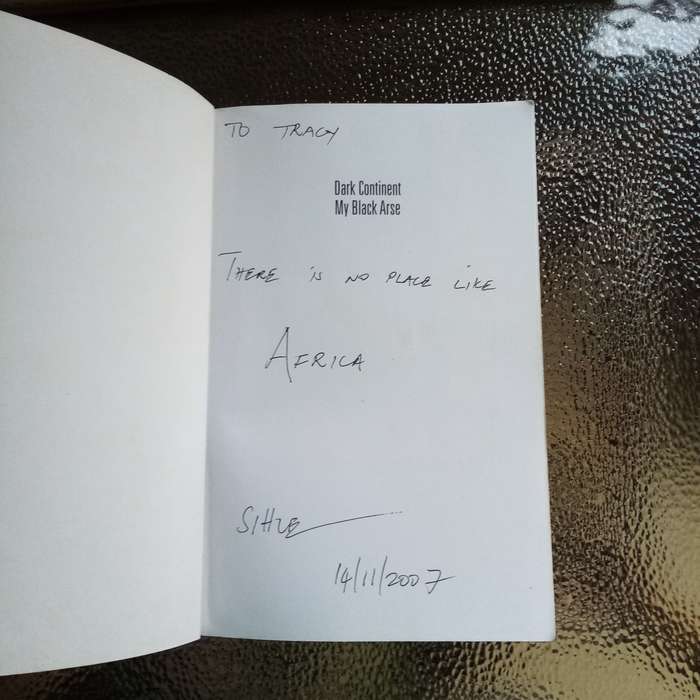 TO TRACY
Dark Continent
My Black Arse
THERE IS NO PLACE LIKE
AFRICA
SIHLE
14/11/2007